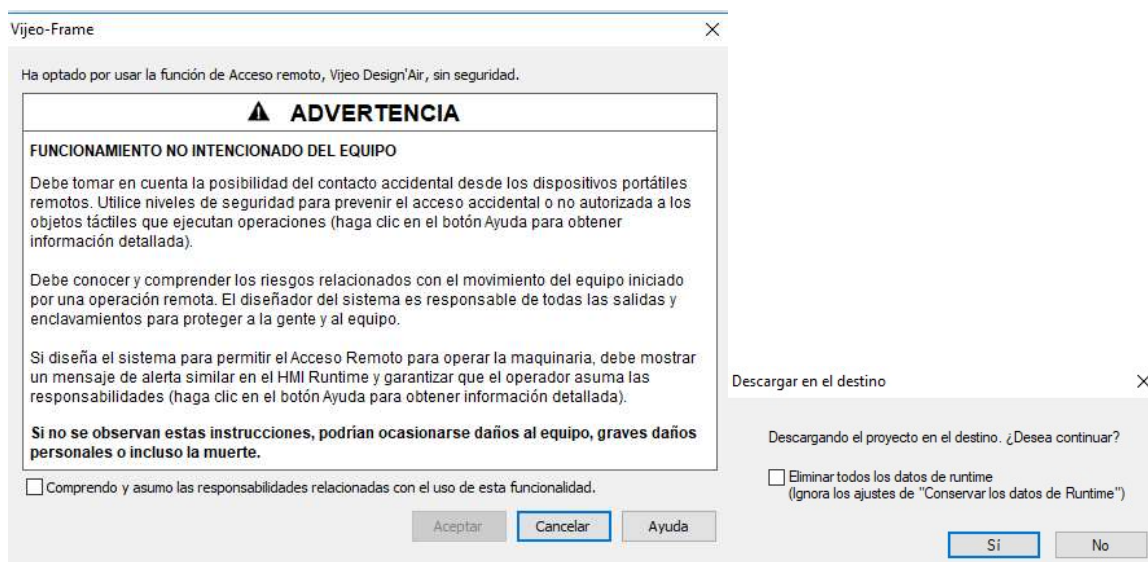 Vijeo-Frame
Ha optado por usar la función de Acceso remoto, Vijeo Design'Air, sin seguridad.
ADVERTENCIA
FUNCIONAMIENTO NO INTENCIONADO DEL EQUIPO
Debe tomar en cuenta la posibilidad del contacto accidental desde los dispositivos portátiles
remotos. Utilice niveles de seguridad para prevenir el acceso accidental o no autorizada a los
objetos táctiles que ejecutan operaciones (haga clic en el botón Ayuda para obtener
información detallada).
Debe conocer y comprender los riesgos relacionados con el movimiento del equipo iniciado
por una operación remota. El diseñador del sistema es responsable de todas las salidas y
enclavamientos para proteger a la gente y al equipo.
Si diseña el sistema para permitir el Acceso Remoto para operar la maquinaria, debe mostrar
un mensaje de alerta similar en el HMI Runtime y garantizar que el operador asuma las
responsabilidades (haga clic en el botón Ayuda para obtener información detallada).
Si no se observan estas instrucciones, podrían ocasionarse daños al equipo, graves daños
personales o incluso la muerte.
Comprendo y asumo las responsabilidades relacionadas con el uso de esta funcionalidad.
Aceptar Cancelar Ayuda
Descargar en el destino
Descargando el proyecto en el destino. ¿Desea continuar?
Eliminar todos los datos de runtime
(Ignora los ajustes de "Conservar los datos de Runtime")
Sí No